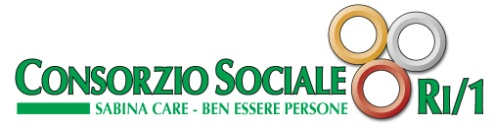 CONSORZIO SOCIALE RI/1
SABINA CARE - BEN ESSERE PERSONE